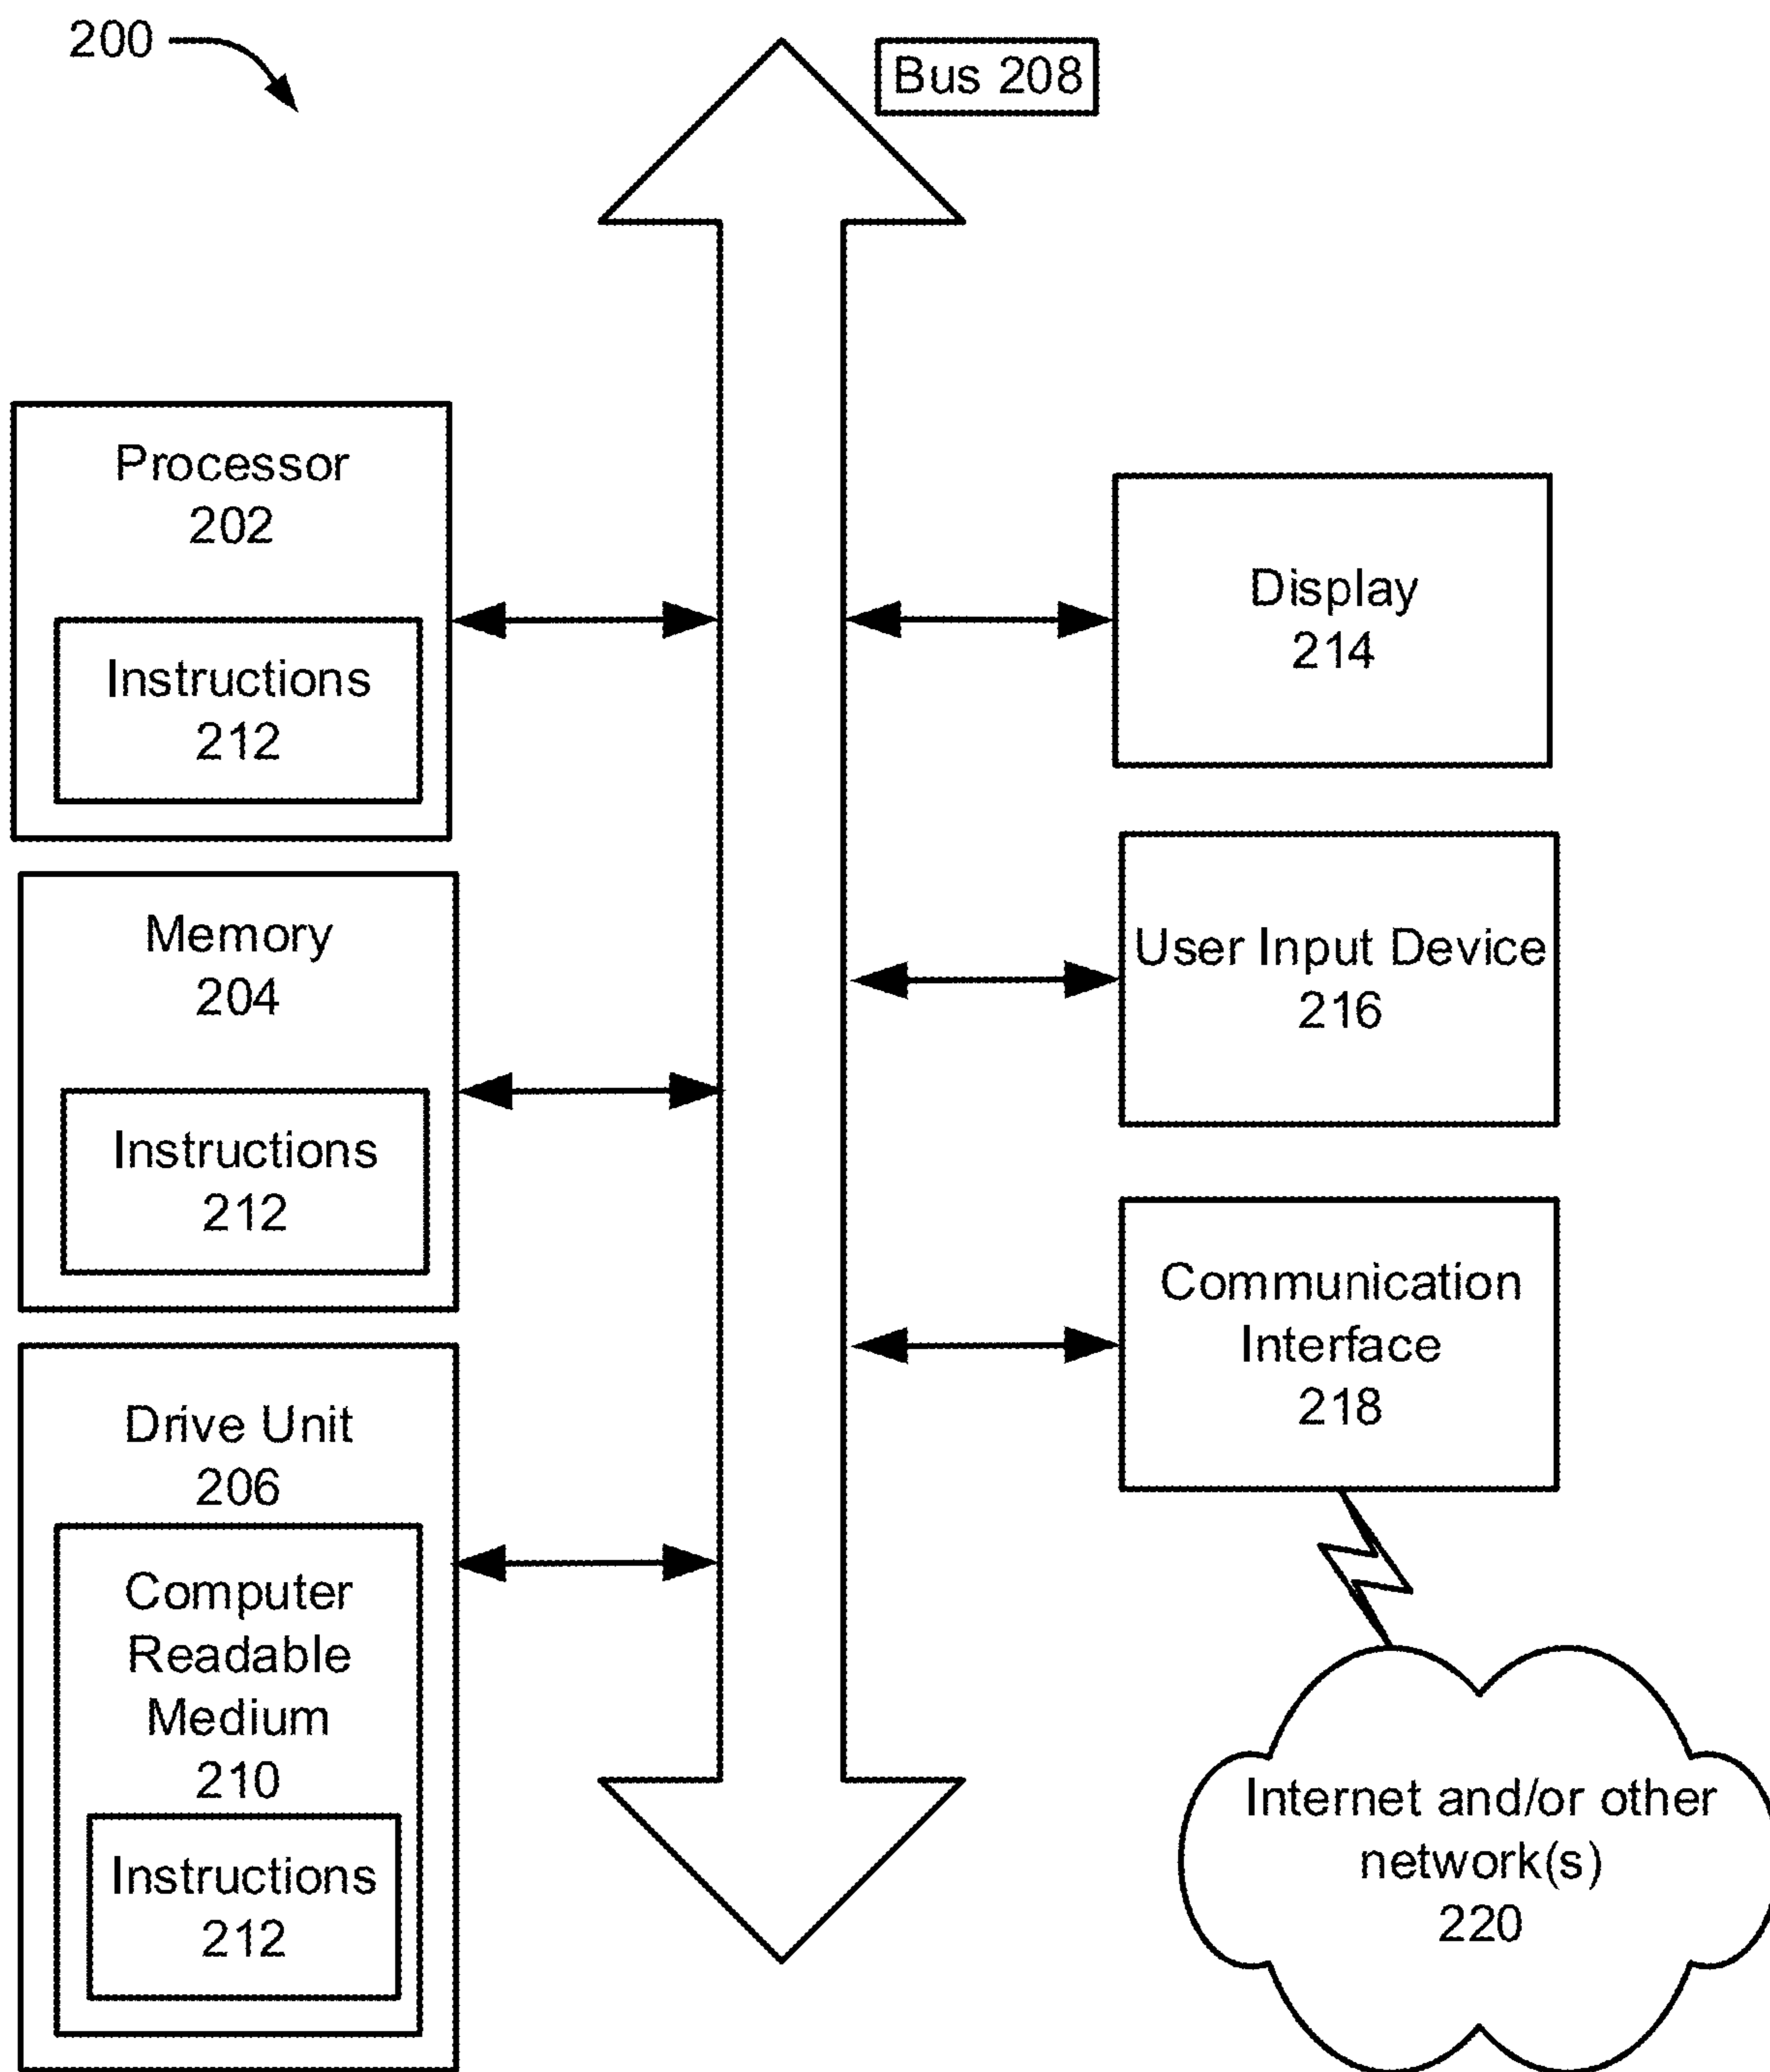 200
Bus 208
Processor
202
Instructions
212
Memory
204
Instructions
212
Drive Unit
206
Computer
Readable
Medium
210
Instructions
212
Display
214
User Input Device
216
Communication
Interface
218
Internet and/or other
network(s)
220